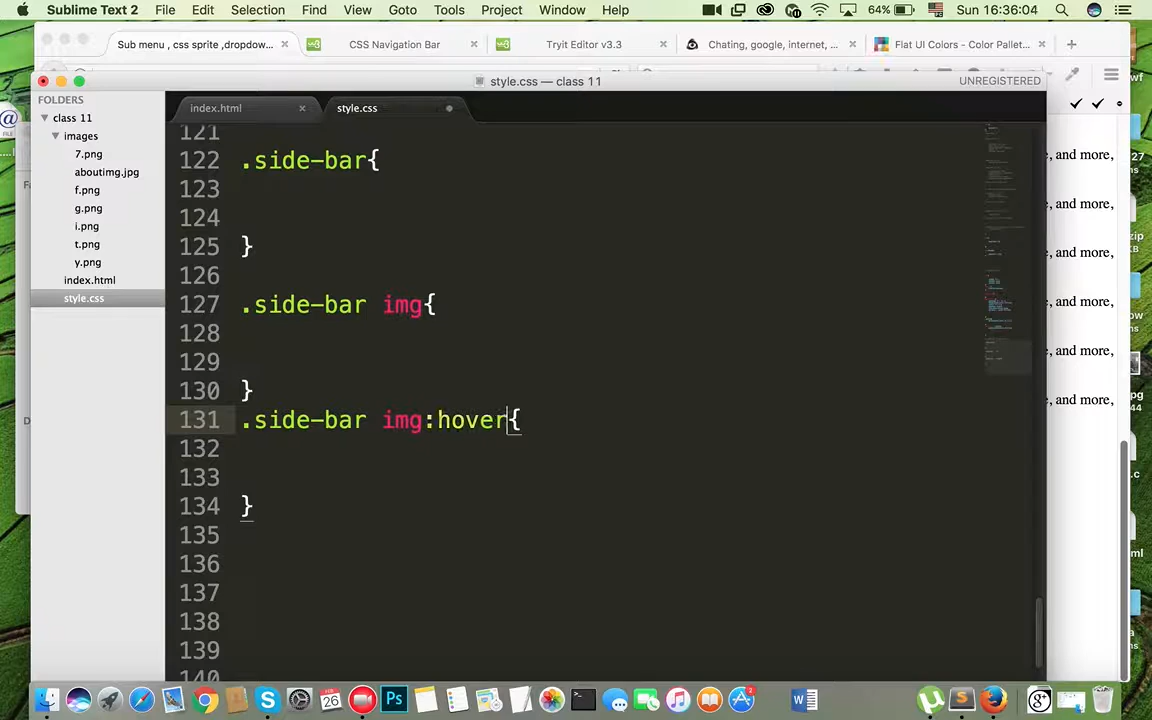 Sublime Text 2 File Edit Selection Find View Goto Tools Project Window Help 64% Sun 16:36:04
Sub menu , css sprite ,dropdow... CSS Navigation Bar Tryit Editor v3.3 Chating, google, internet, ... Flat UI Colors - Color Pallet...
style.css — class 11 UNREGISTERED
FOLDERS
class 11
images
7.png
aboutimg.jpg
f.png
g.png
i.png
t.png
y.png
index.html
style.css
index.html style.css
121
122 .side-bar{
123
124
125 }
126
127 .side-bar img{
128
129
130 }
131 .side-bar img:hover{
132
133
134 }
135
136
137
138
139
140
, and more,
, and more,
, and more,
, and more,
, and more,
, and more,